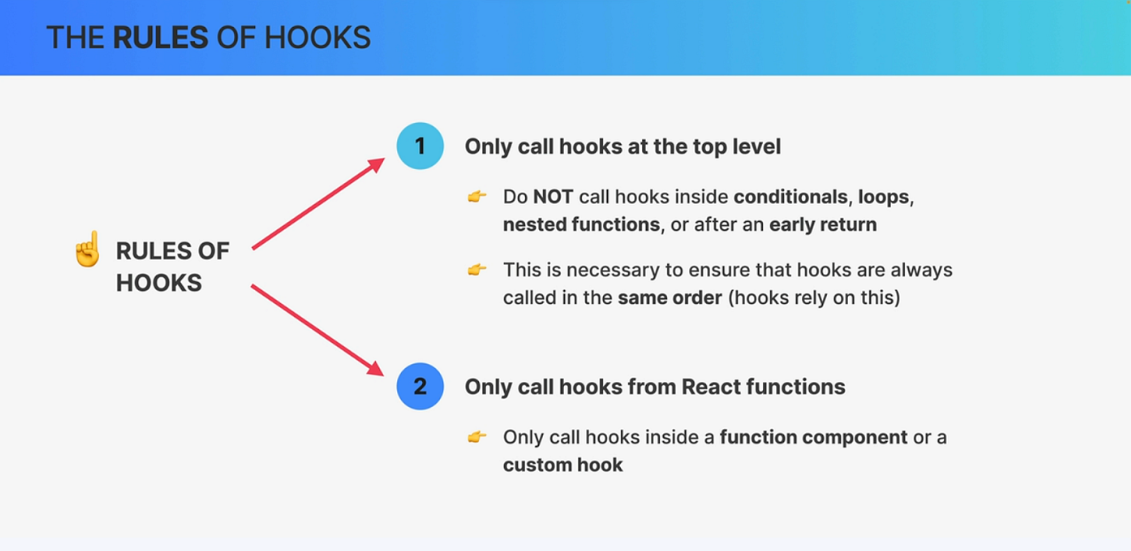 THE RULES OF HOOKS
☝️ RULES OF
HOOKS
1 Only call hooks at the top level
👉 Do NOT call hooks inside conditionals, loops,
nested functions, or after an early return
👉 This is necessary to ensure that hooks are always
called in the same order (hooks rely on this)
2 Only call hooks from React functions
👉 Only call hooks inside a function component or a
custom hook